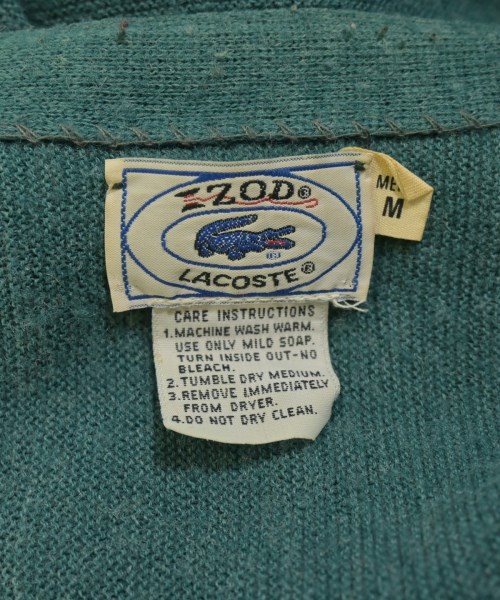 IZOD®
LACOSTE®
M
CARE INSTRUCTIONS
1.MACHINE WASH WARM.
USE ONLY MILD SOAP.
TURN INSIDE OUT-NO
BLEACH.
2.TUMBLE DRY MEDIUM.
3.REMOVE IMMEDIATELY
FROM DRYER.
4.DO NOT DRY CLEAN.